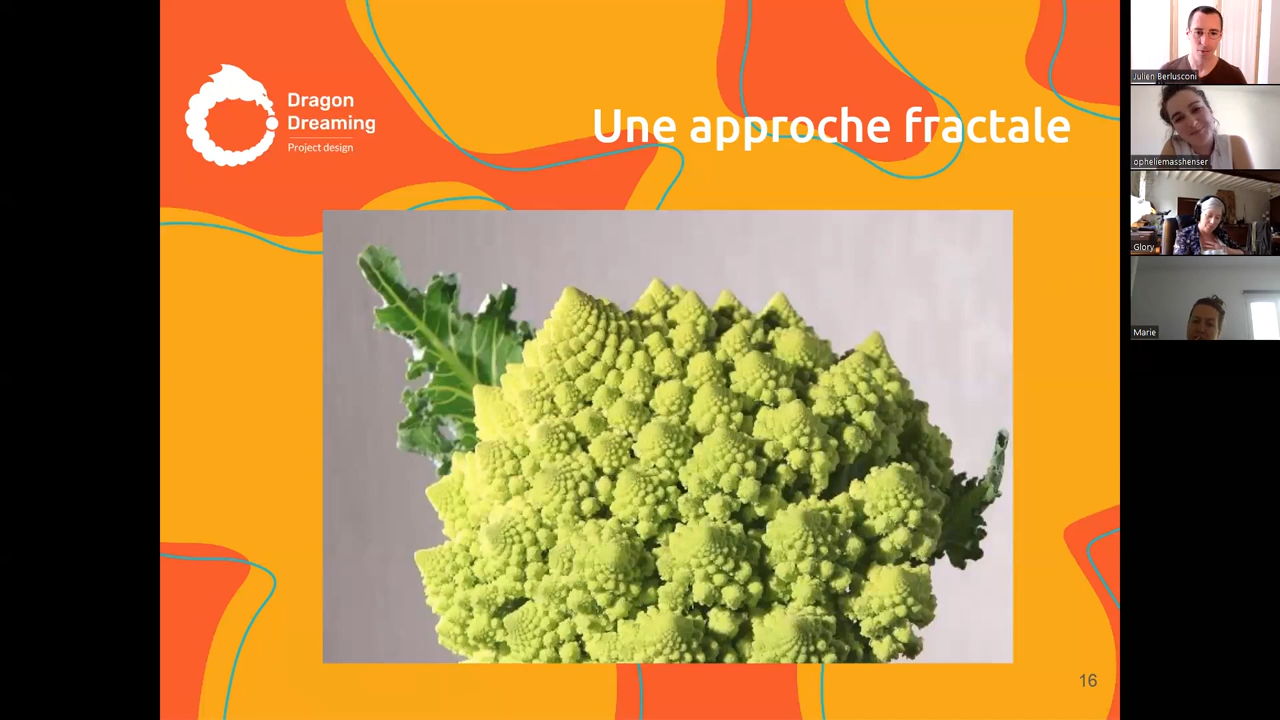 Dragon
Dreaming
Project design
Une approche fractale
16
Julien Berlusconi
opheliemasshenser
Glory
Marie